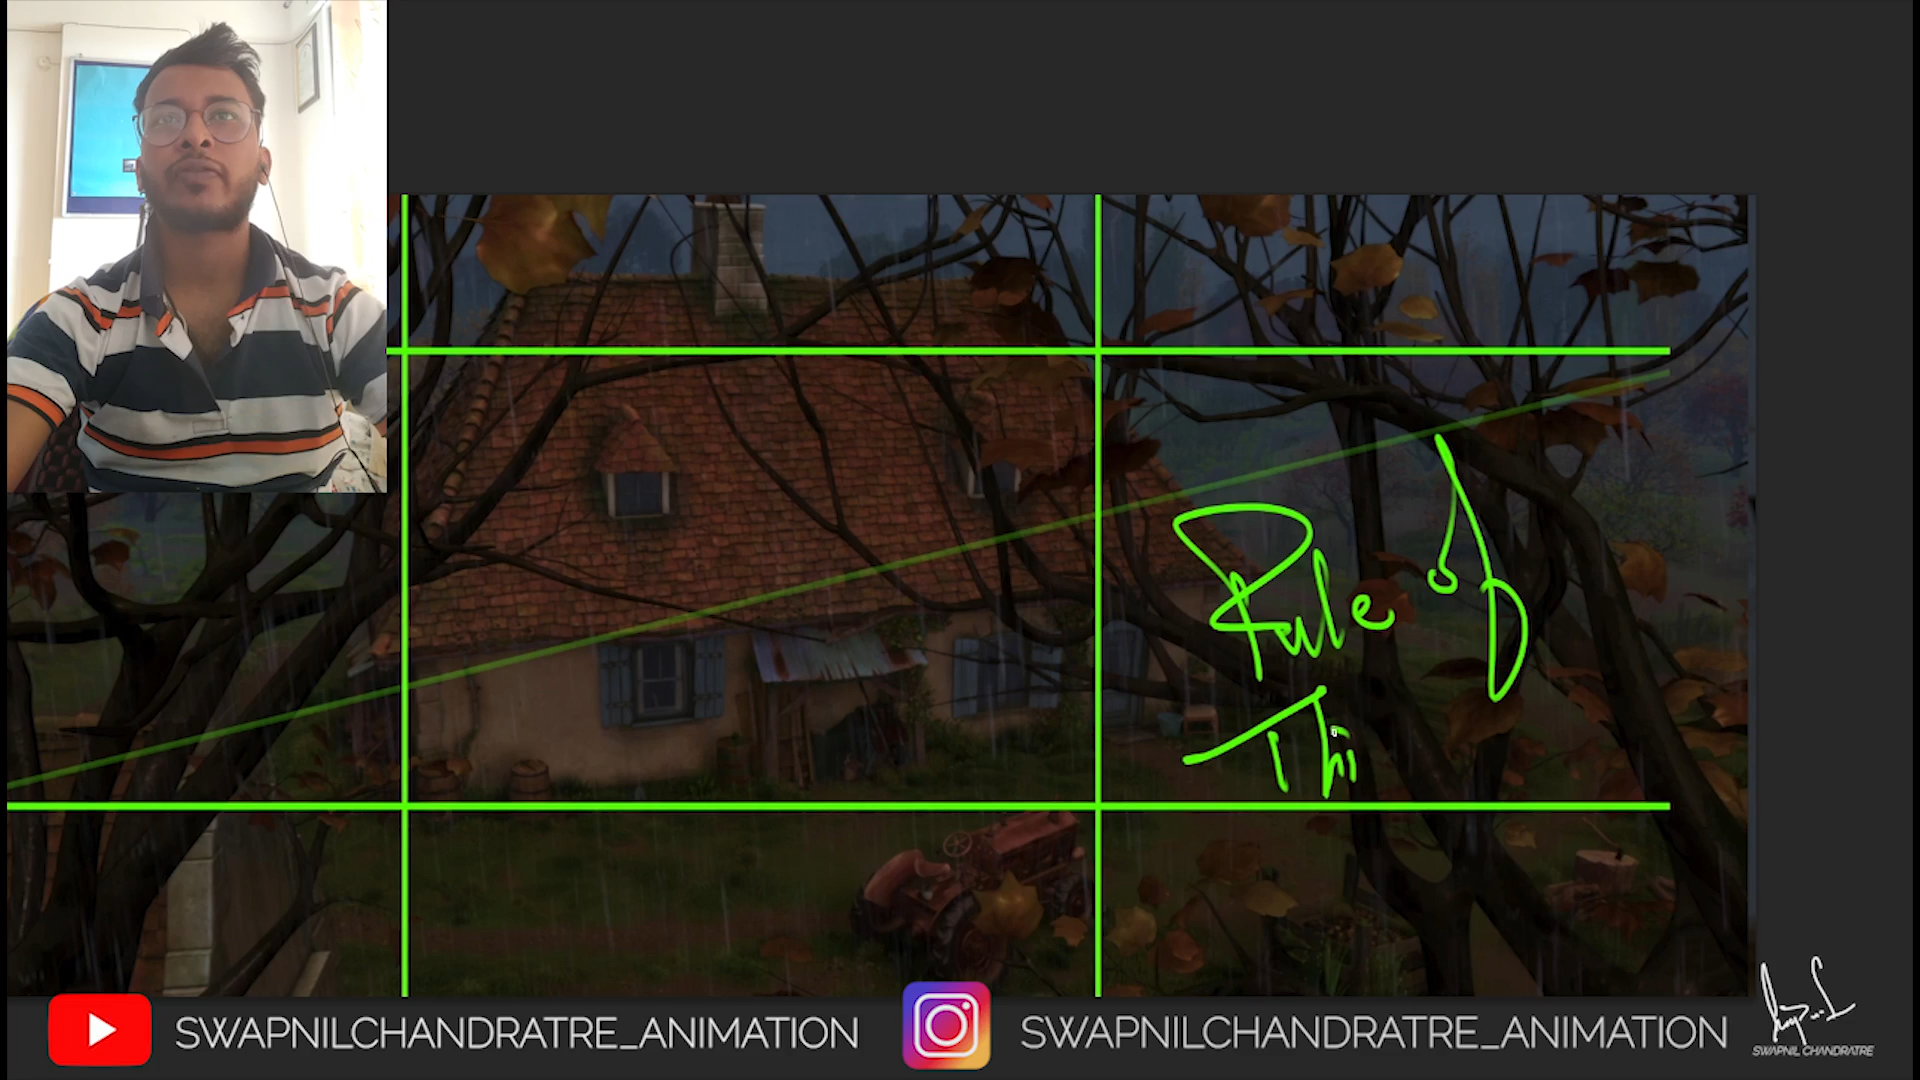 Rule of
Thi
SWAPNILCHANDRATRE_ANIMATION
SWAPNILCHANDRATRE_ANIMATION
SWAPNIL CHANDRATRE